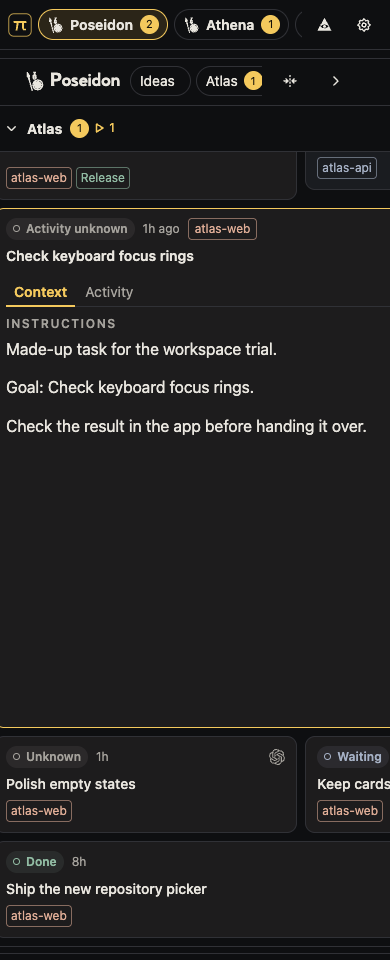 π Poseidon 2 Athena 1
Poseidon Ideas Atlas 1
Atlas 1 1
atlas-web Release
atlas-api
Activity unknown 1h ago atlas-web
Check keyboard focus rings
Context Activity
INSTRUCTIONS
Made-up task for the workspace trial.
Goal: Check keyboard focus rings.
Check the result in the app before handing it over.
Unknown 1h
Polish empty states
atlas-web
Waiting
Keep cards
atlas-web
Done 8h
Ship the new repository picker
atlas-web